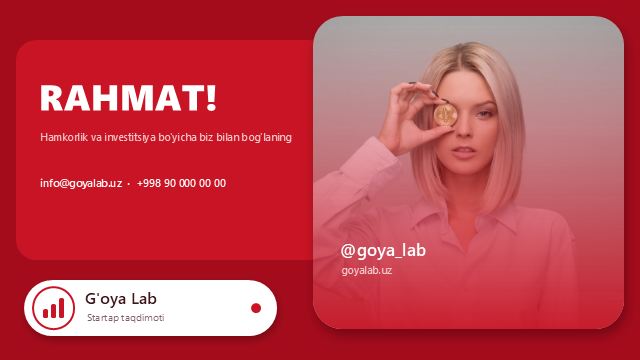 RAHMAT!
Hamkorlik va investitsiya bo'yicha biz bilan bog'laning
info@goyalab.uz · +998 90 000 00 00
@goya_lab
goyalab.uz
G'oya Lab
Startap taqdimoti